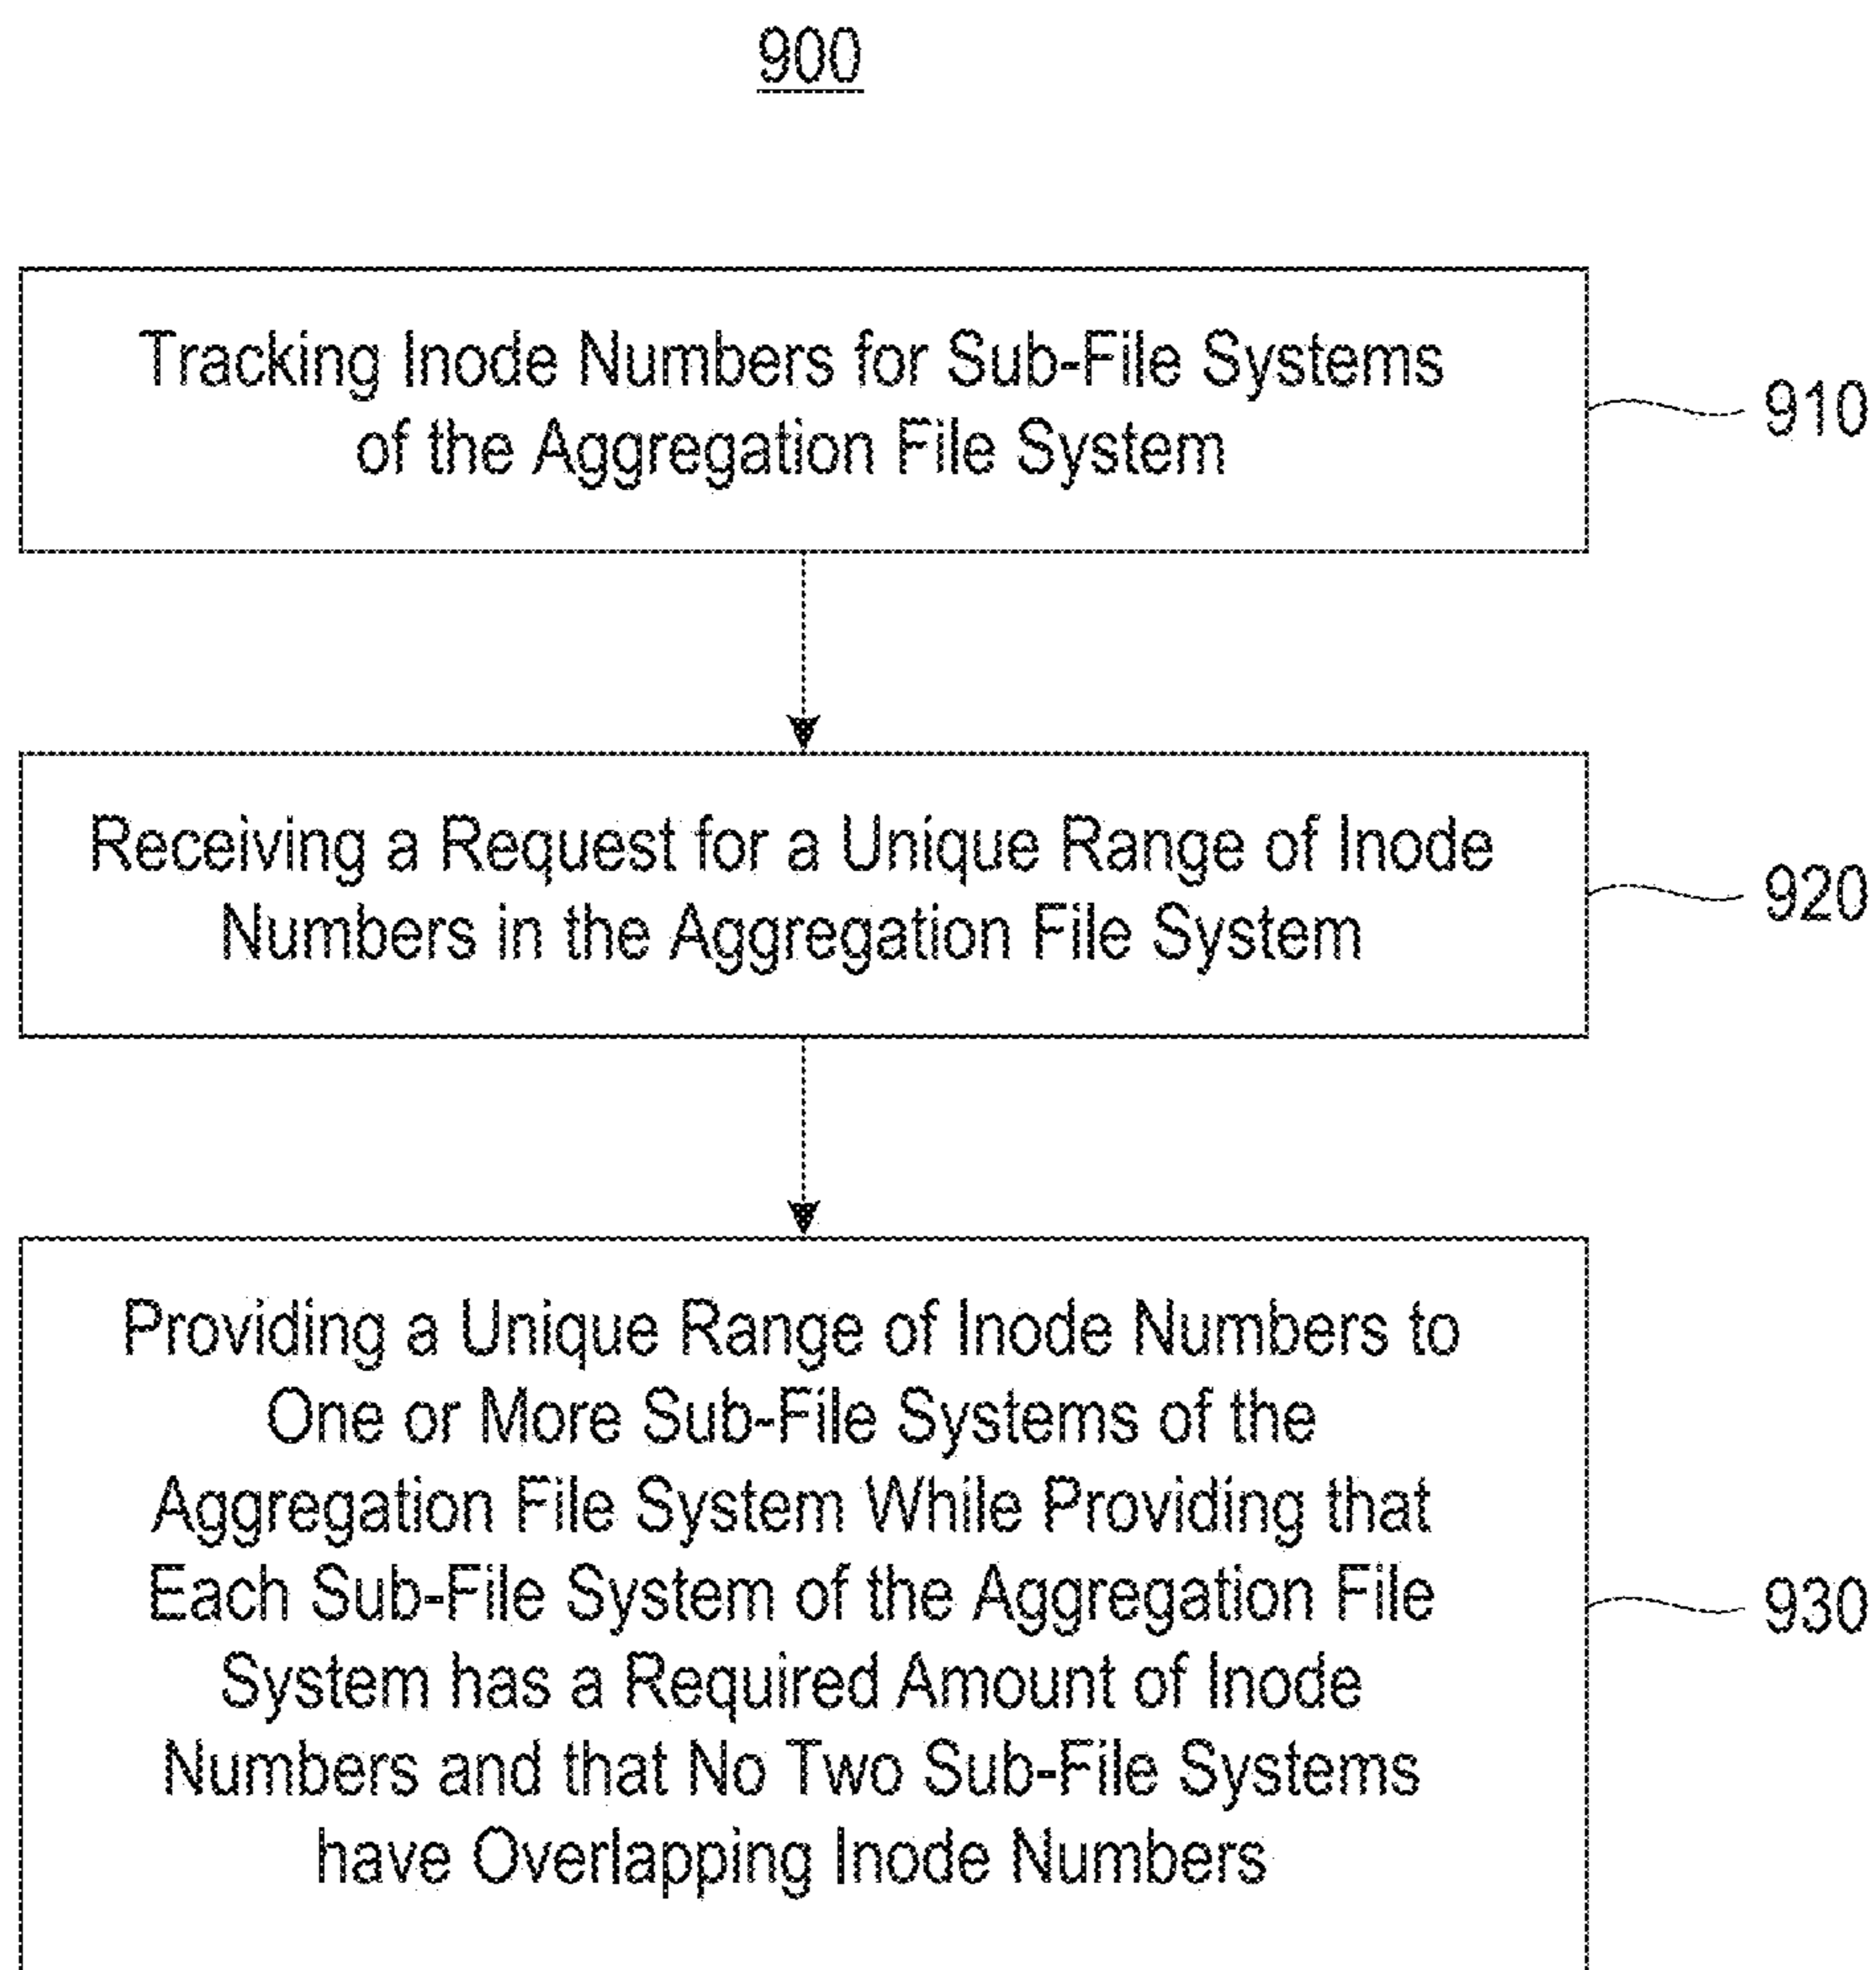 900
Tracking Inode Numbers for Sub-File Systems
of the Aggregation File System
910
Receiving a Request for a Unique Range of Inode
Numbers in the Aggregation File System
920
Providing a Unique Range of Inode Numbers to
One or More Sub-File Systems of the
Aggregation File System While Providing that
Each Sub-File System of the Aggregation File
System has a Required Amount of Inode
Numbers and that No Two Sub-File Systems
have Overlapping Inode Numbers
930